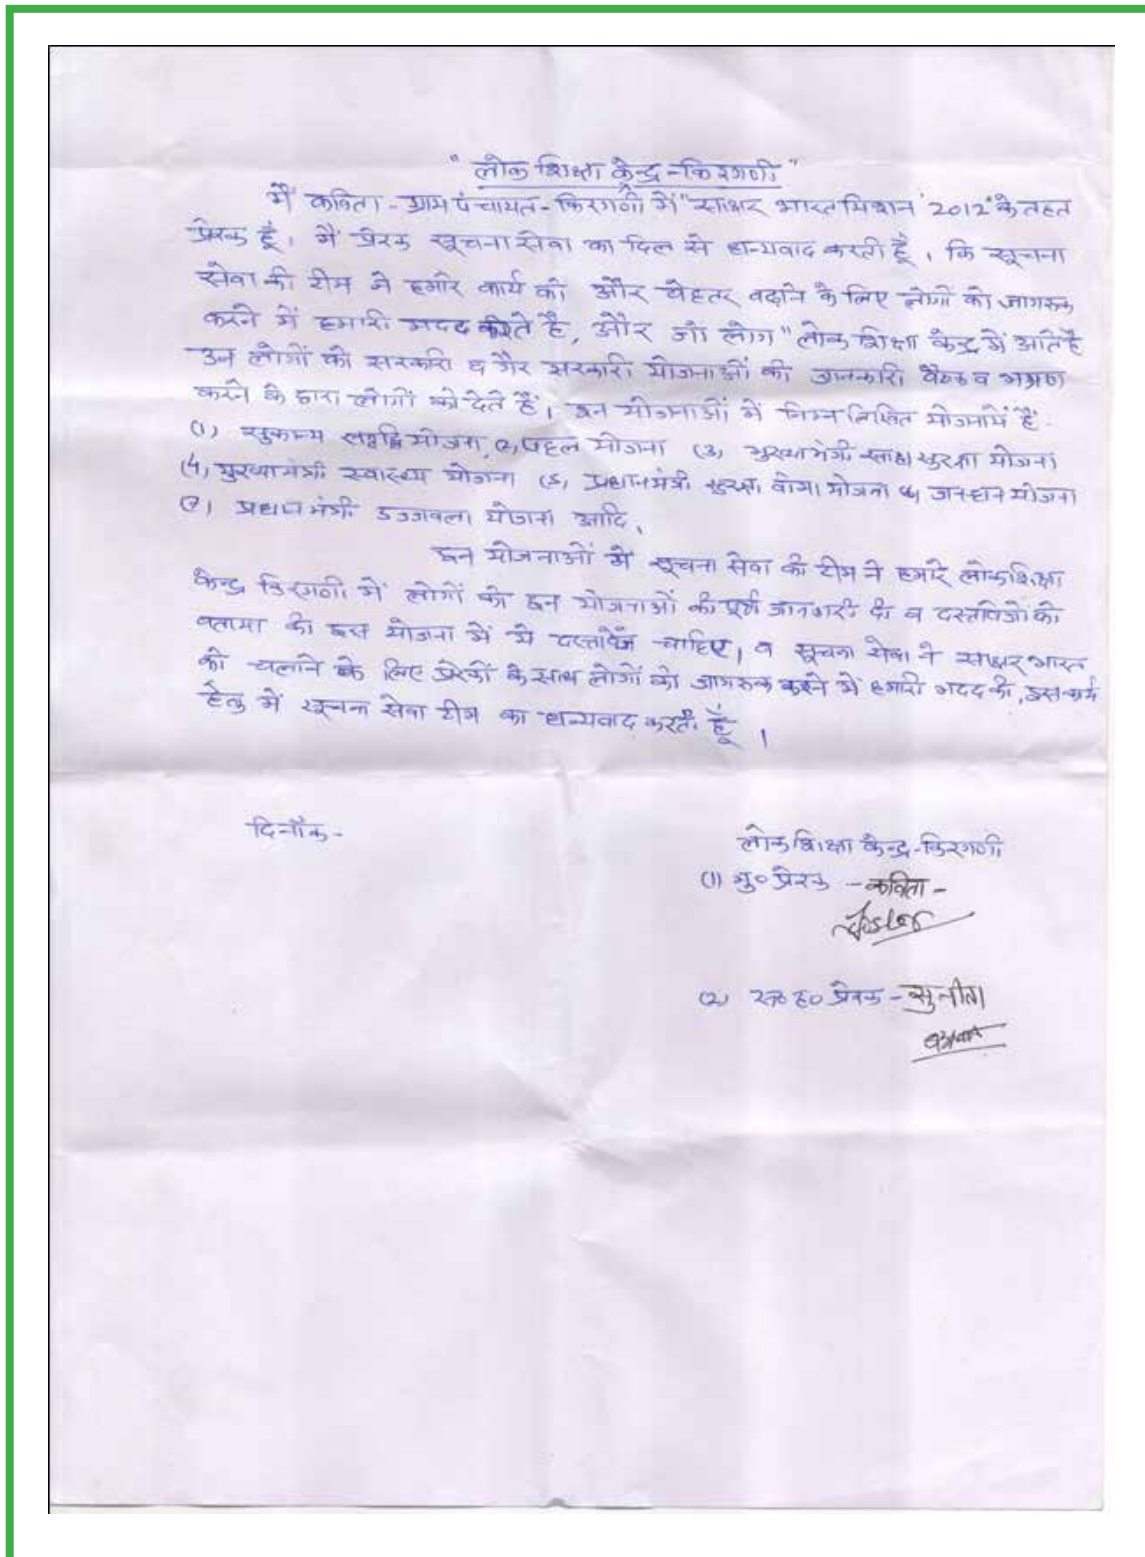 " लोक शिक्षा केन्द्र - किरगणी "
मैं कविता - ग्राम पंचायत - किरगणी में "साक्षर भारत मिशन '2012' के तहत
प्रेरक हूँ। मैं प्रेरक सूचना सेवा का दिल से धन्यवाद करती हूँ, कि सूचना
सेवा की टीम ने हमारे कार्य को और बेहतर बढ़ाने के लिए लोगों को जागरूक
करने में हमारी मदद करते है, और जो लोग "लोक शिक्षा केन्द्र में आते है
उन लोगों को सरकारी व गैर सरकारी योजनाओं की जानकारी बैठक व भ्रमण
करने के द्वारा लोगों को देते हैं। इन योजनाओं में निम्नलिखित योजनायें हैं:
(1) सुकन्या समृद्धि योजना (2) पहल योजना (3) मुख्यमंत्री सुरक्षा योजना
(4) मुख्यमंत्री स्वास्थ्य योजना (5) प्रधानमंत्री सुरक्षा बीमा योजना (6) जनधन योजना
(7) प्रधानमंत्री उज्जवला योजना आदि,
इन योजनाओं में सूचना सेवा की टीम ने हमारे लोकशिक्षा
केन्द्र किरगणी में लोगों को इन योजनाओं की पूर्ण जानकारी दी व दस्तावेजो को
बताया की इस योजना में ये दस्तावेज चाहिए, व सूचना सेवा ने साक्षर भारत
को चलाने के लिए प्रेरकों के साथ लोगों को जागरूक करने में हमारी मदद की, इस कार्य
हेतु में सूचना सेवा टीम का धन्यवाद करती हूँ।
दिनाँक -
लोक शिक्षा केन्द्र - किरगणी
(1) मु० प्रेरक - कविता -
(2) स० प्रेरक - सुनीता